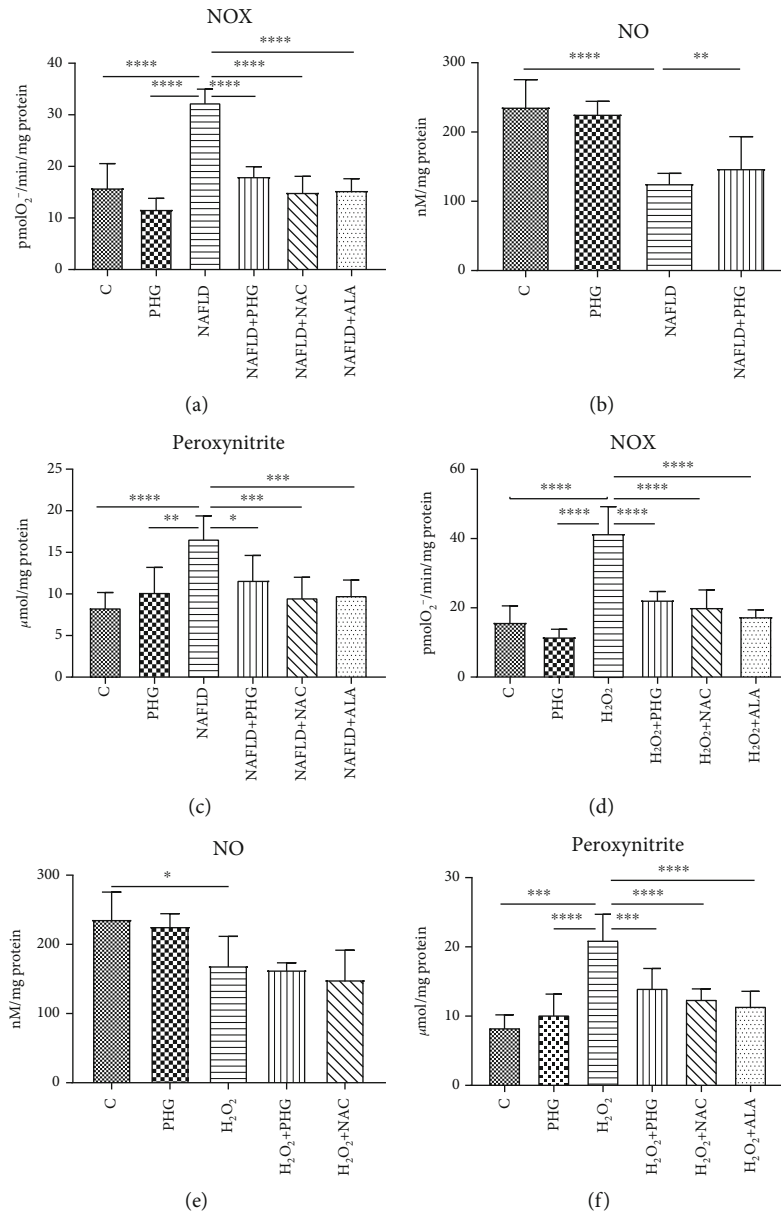 NOX
****
****
****
**** ****
40
30
20
10
0
pmolO₂⁻/min/mg protein
C
PHG
NAFLD
NAFLD+PHG
NAFLD+NAC
NAFLD+ALA
(a)
NO
**** **
300
200
100
0
nM/mg protein
C
PHG
NAFLD
NAFLD+PHG
(b)
Peroxynitrite
***
**** ***
** *
25
20
15
10
5
0
µmol/mg protein
C
PHG
NAFLD
NAFLD+PHG
NAFLD+NAC
NAFLD+ALA
(c)
NOX
****
**** ****
**** ****
60
40
20
0
pmolO₂⁻/min/mg protein
C
PHG
H₂O₂
H₂O₂+PHG
H₂O₂+NAC
H₂O₂+ALA
(d)
NO
*
300
200
100
0
nM/mg protein
C
PHG
H₂O₂
H₂O₂+PHG
H₂O₂+NAC
(e)
Peroxynitrite
****
*** ****
**** ***
30
20
10
0
µmol/mg protein
C
PHG
H₂O₂
H₂O₂+PHG
H₂O₂+NAC
H₂O₂+ALA
(f)